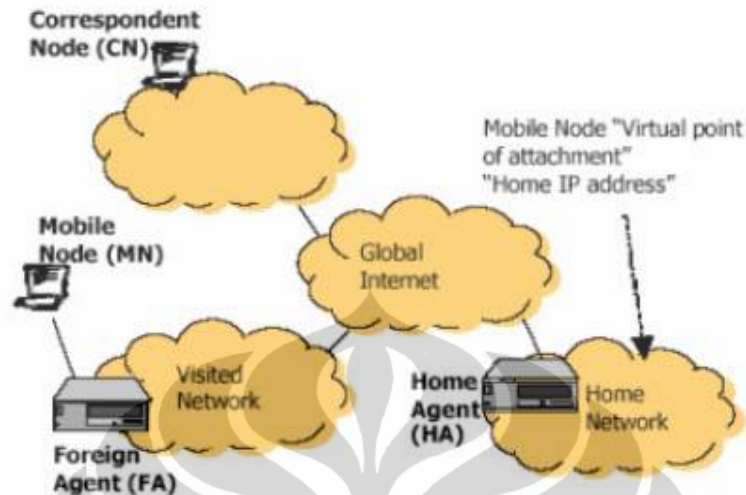 Correspondent
Node (CN)
Mobile Node "Virtual point
of attachment"
"Home IP address"
Mobile
Node (MN)
Global
Internet
Visited
Network
Home
Agent
(HA)
Home
Network
Foreign
Agent (FA)